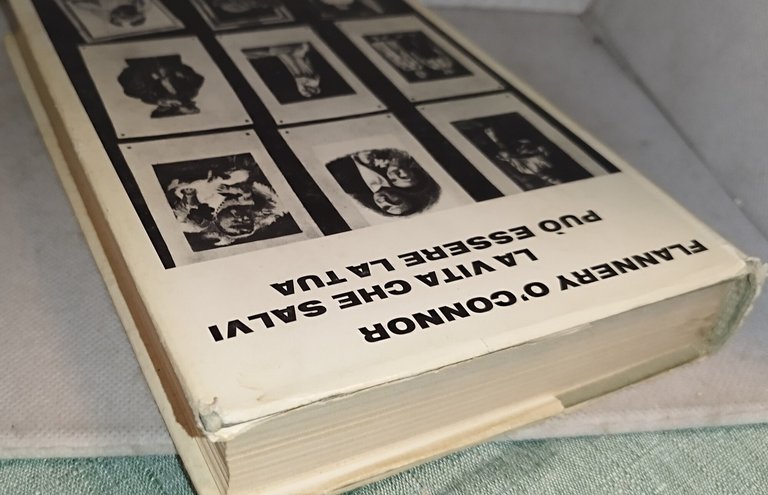 FLANNERY O'CONNOR
LA VITA CHE SALVI
PUÒ ESSERE LA TUA